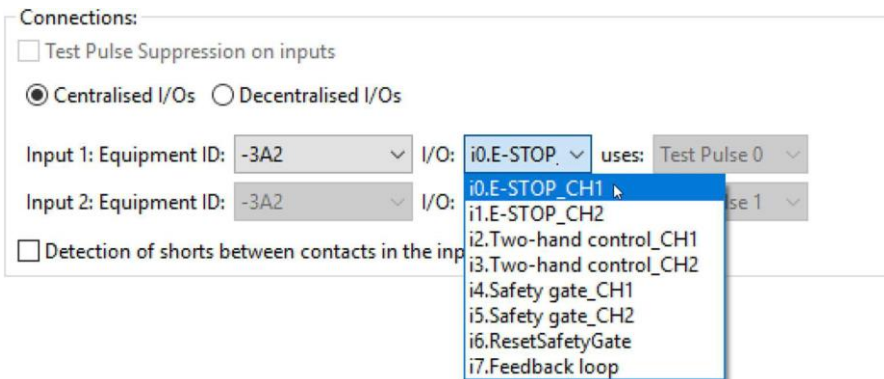 Connections:
Test Pulse Suppression on inputs
Centralised I/Os Decentralised I/Os
Input 1: Equipment ID: -3A2 I/O: i0.E-STOP_ uses: Test Pulse 0
Input 2: Equipment ID: -3A2 I/O: se 1
Detection of shorts between contacts in the inp
i0.E-STOP_CH1
i1.E-STOP_CH2
i2.Two-hand control_CH1
i3.Two-hand control_CH2
i4.Safety gate_CH1
i5.Safety gate_CH2
i6.ResetSafetyGate
i7.Feedback loop